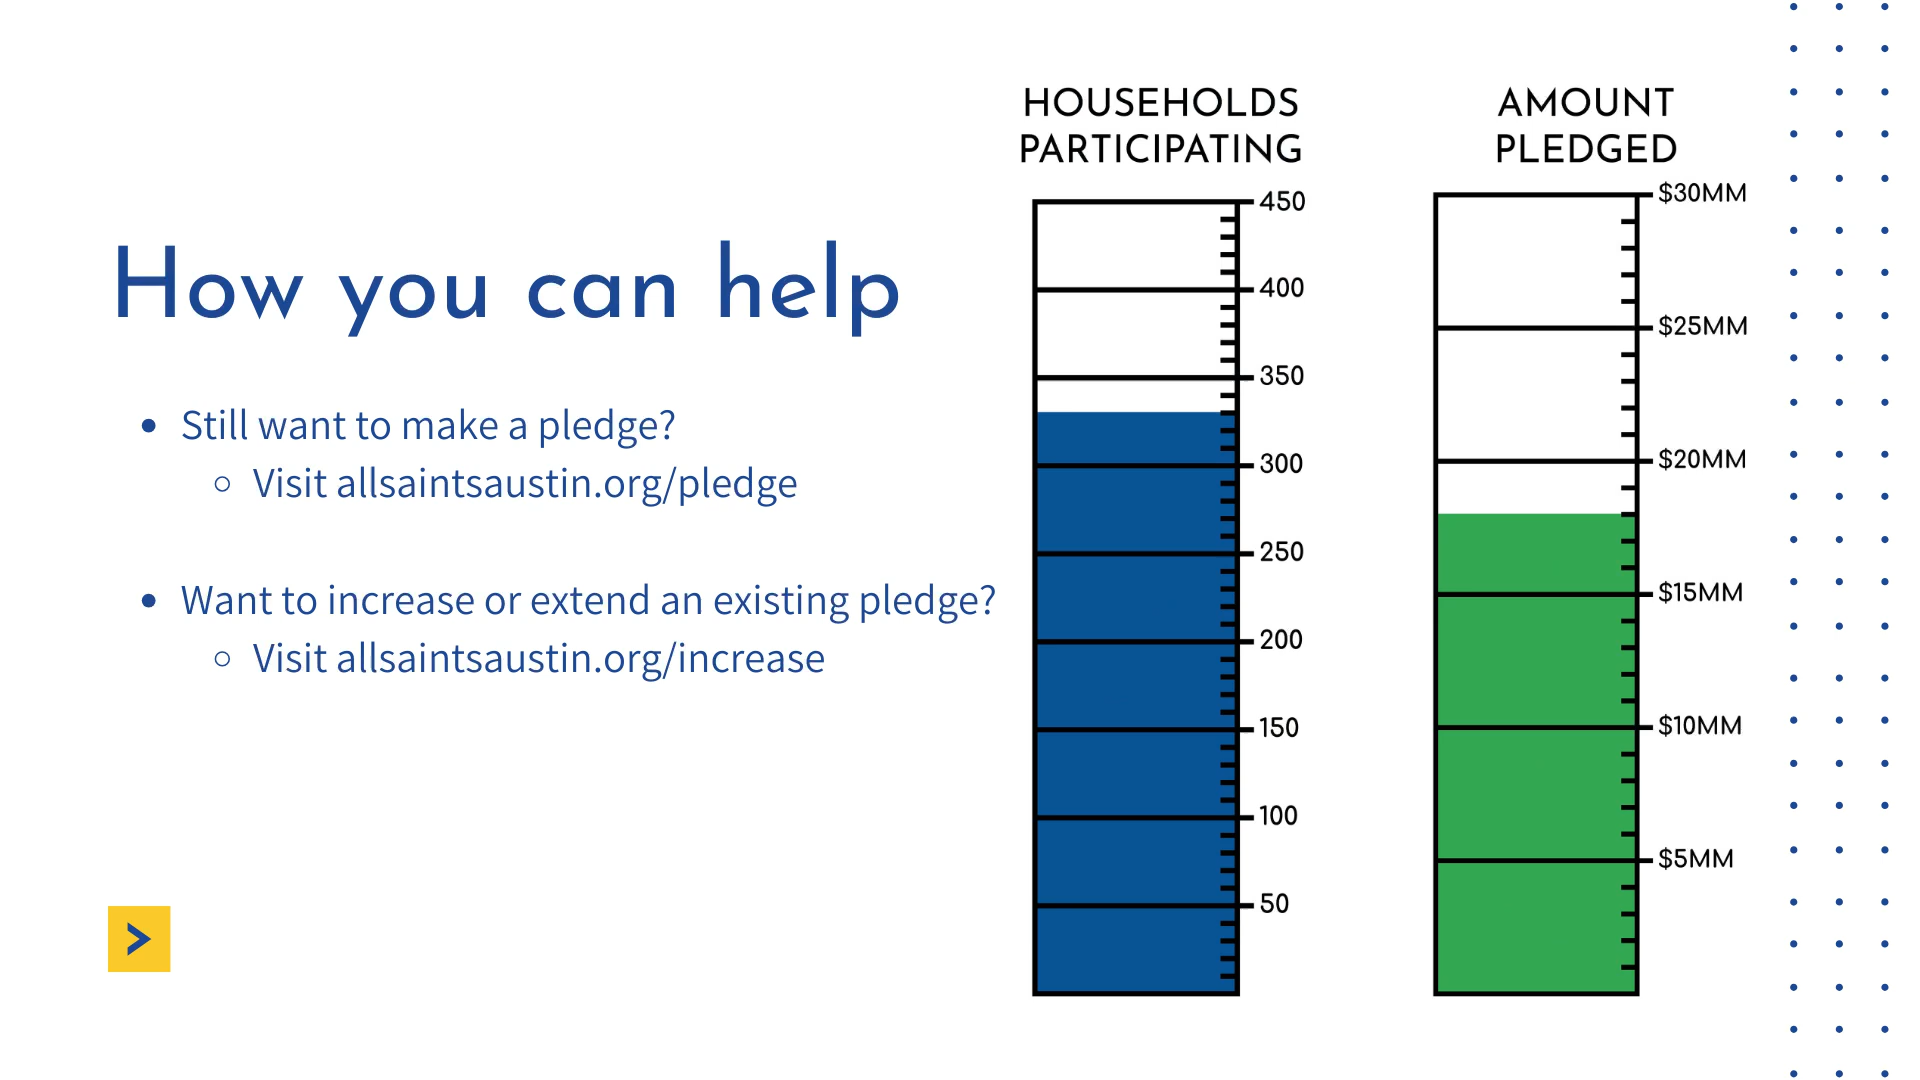 How you can help
• Still want to make a pledge?
○ Visit allsaintsaustin.org/pledge
• Want to increase or extend an existing pledge?
○ Visit allsaintsaustin.org/increase
>
HOUSEHOLDS
PARTICIPATING
450
400
350
300
250
200
150
100
50
AMOUNT
PLEDGED
$30MM
$25MM
$20MM
$15MM
$10MM
$5MM